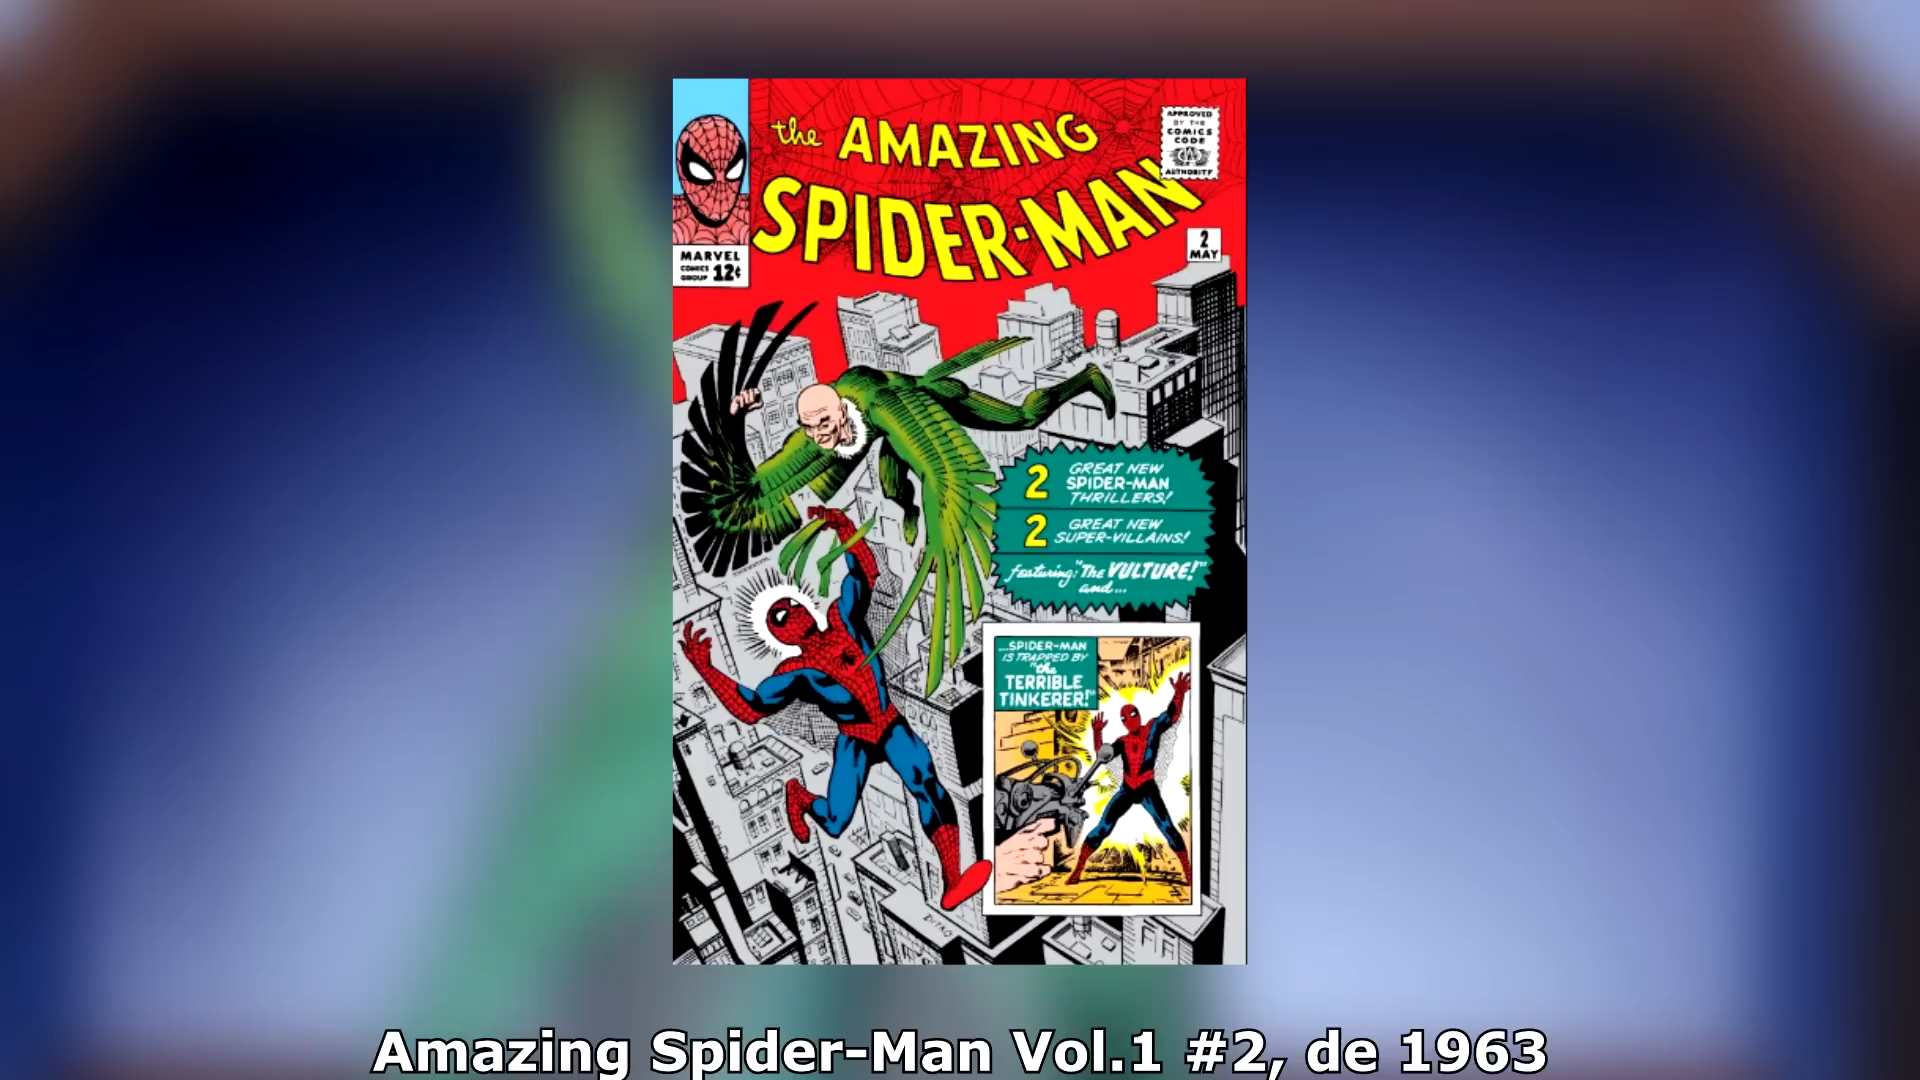 the AMAZING
SPIDER-MAN
APPROVED
BY THE
COMICS
CODE
AUTHORITY
MARVEL
COMICS
GROUP 12¢
2
MAY
2 GREAT NEW
SPIDER-MAN
THRILLERS!
2 GREAT NEW
SUPER-VILLAINS!
featuring: "The VULTURE!"
and...
...SPIDER-MAN
IS TRAPPED BY
"the
TERRIBLE
TINKERER!"
DITKO
Amazing Spider-Man Vol.1 #2, de 1963